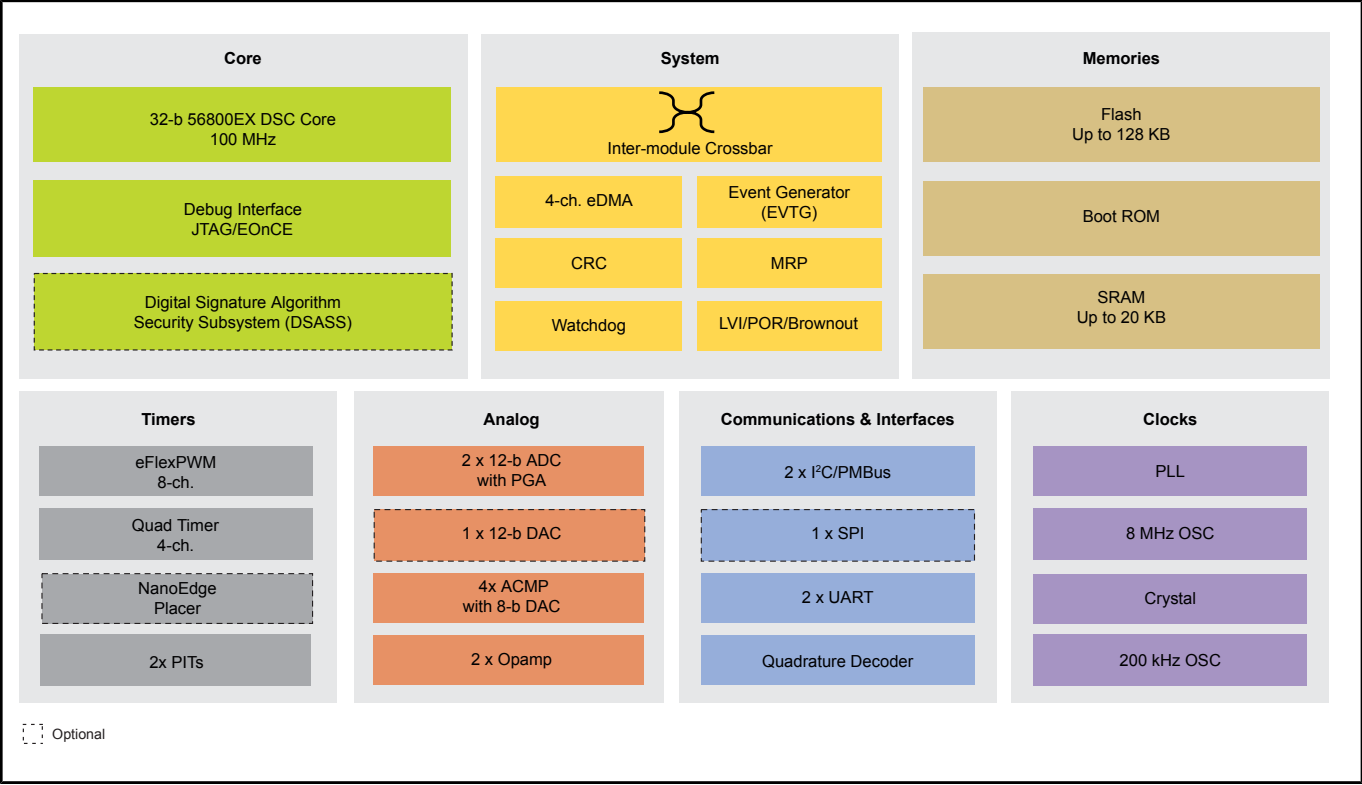 Core
32-b 56800EX DSC Core
100 MHz
Debug Interface
JTAG/EOnCE
Digital Signature Algorithm
Security Subsystem (DSASS)
System
Inter-module Crossbar
4-ch. eDMA
Event Generator
(EVTG)
CRC
MRP
Watchdog
LVI/POR/Brownout
Memories
Flash
Up to 128 KB
Boot ROM
SRAM
Up to 20 KB
Timers
eFlexPWM
8-ch.
Quad Timer
4-ch.
NanoEdge
Placer
2x PITs
Analog
2 x 12-b ADC
with PGA
1 x 12-b DAC
4x ACMP
with 8-b DAC
2 x Opamp
Communications & Interfaces
2 x I²C/PMBus
1 x SPI
2 x UART
Quadrature Decoder
Clocks
PLL
8 MHz OSC
Crystal
200 kHz OSC
Optional